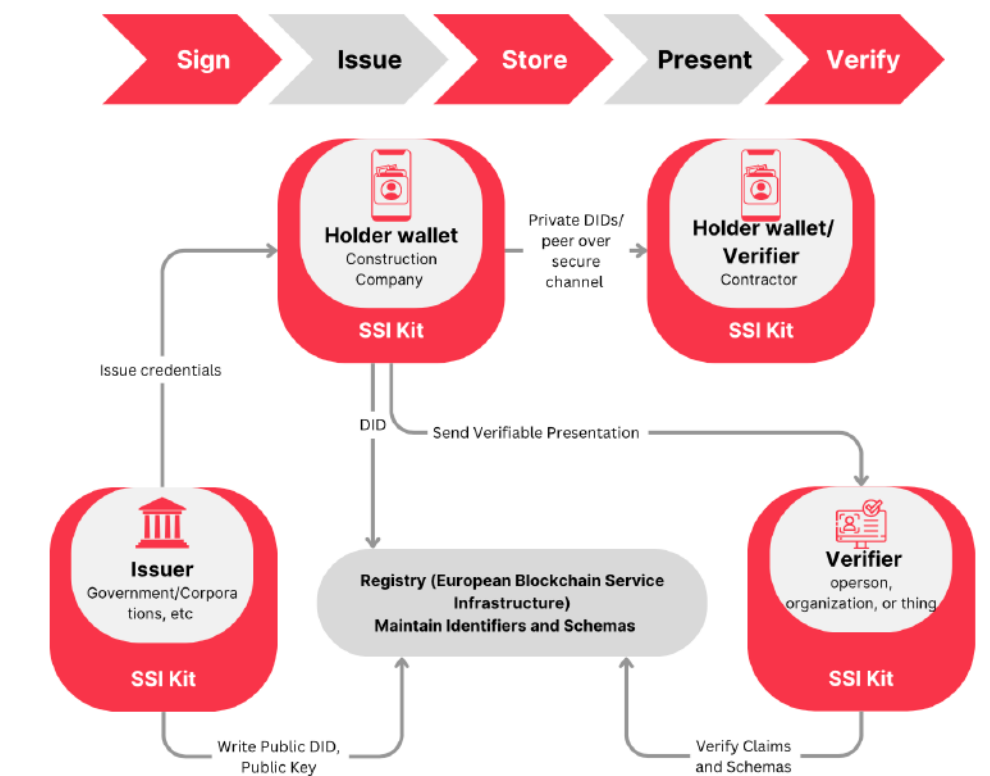 Sign
Issue
Store
Present
Verify
Holder wallet
Construction
Company
SSI Kit
Private DIDs/
peer over
secure
channel
Holder wallet/
Verifier
Contractor
SSI Kit
Issue credentials
DID
Send Verifiable Presentation
Issuer
Government/Corpora
tions, etc
SSI Kit
Registry (European Blockchain Service
Infrastructure)
Maintain Identifiers and Schemas
Verifier
operson,
organization, or thing
SSI Kit
Write Public DID,
Public Key
Verify Claims
and Schemas